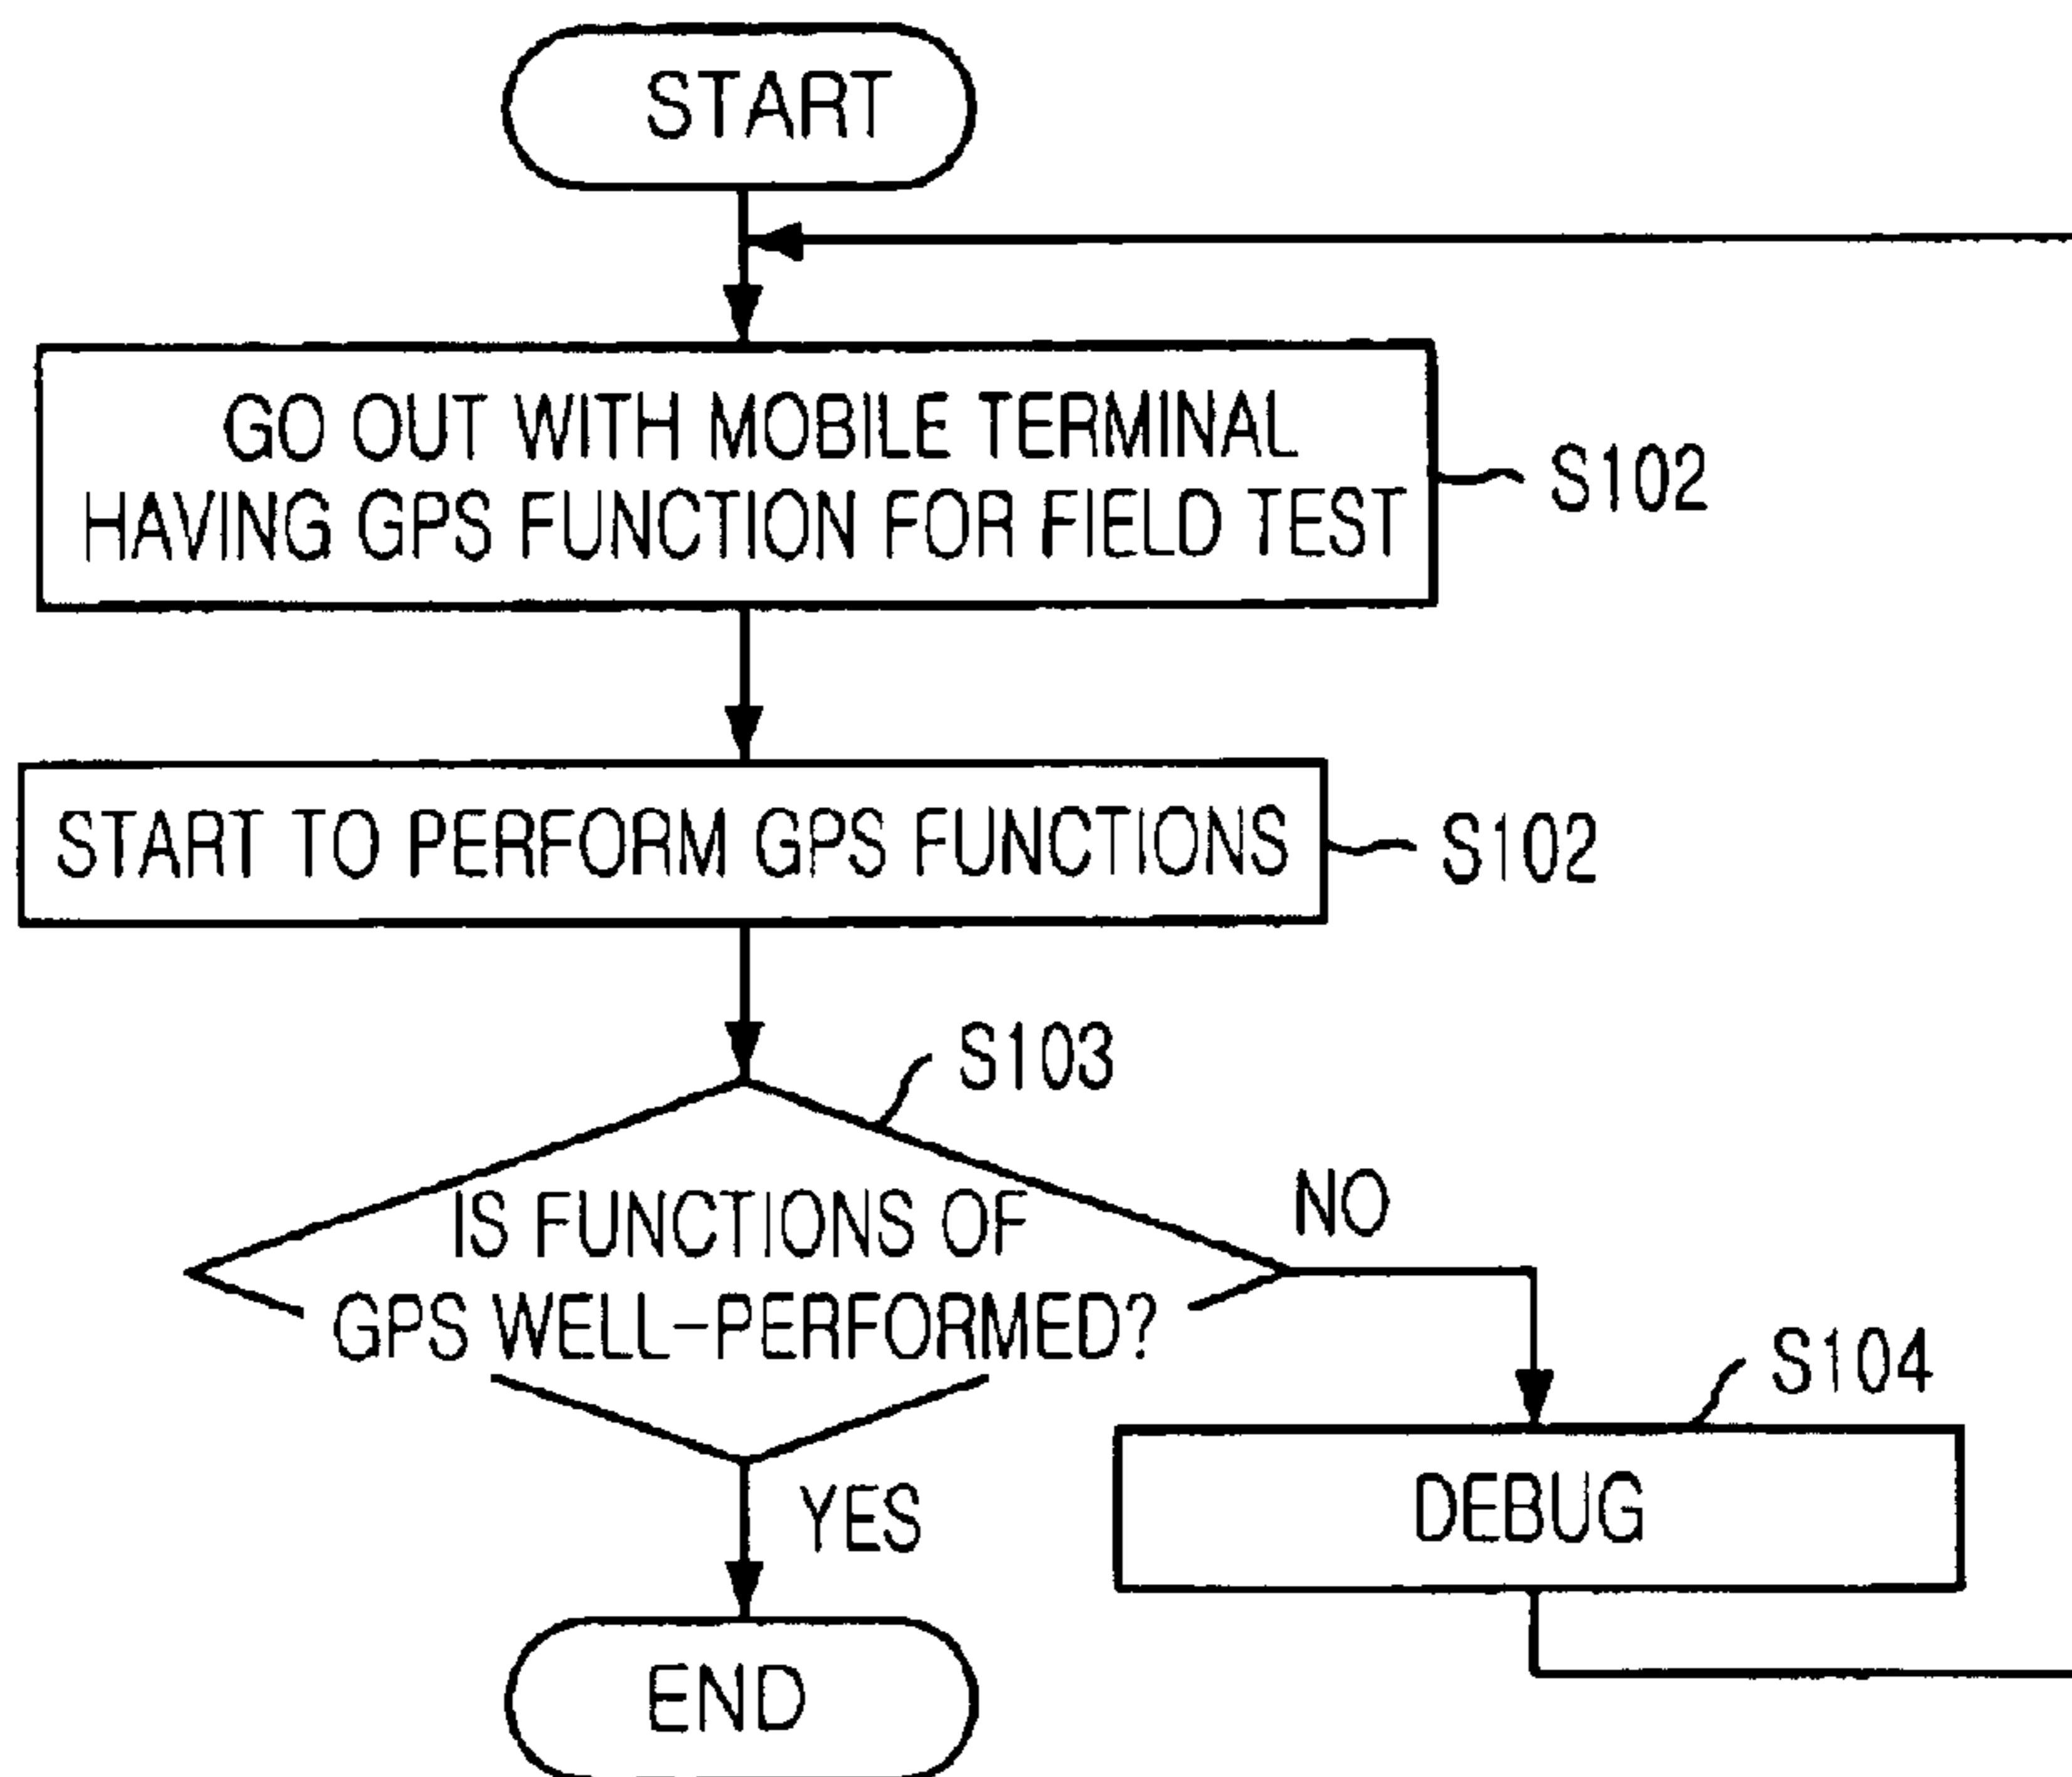 START
GO OUT WITH MOBILE TERMINAL
HAVING GPS FUNCTION FOR FIELD TEST
S102
START TO PERFORM GPS FUNCTIONS
S102
S103
IS FUNCTIONS OF
GPS WELL-PERFORMED?
NO
S104
DEBUG
YES
END